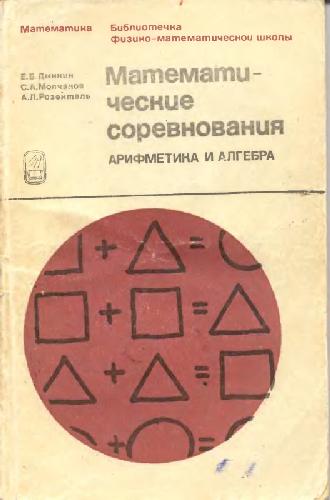 Математика
Библиотечка
физико-математической школы
Е.Б.Дынкин
С.А.Молчанов
А.Л.Розенталь
Математи-
ческие
соревнования
АРИФМЕТИКА И АЛГЕБРА
+ =
+ =
+ =
+ =